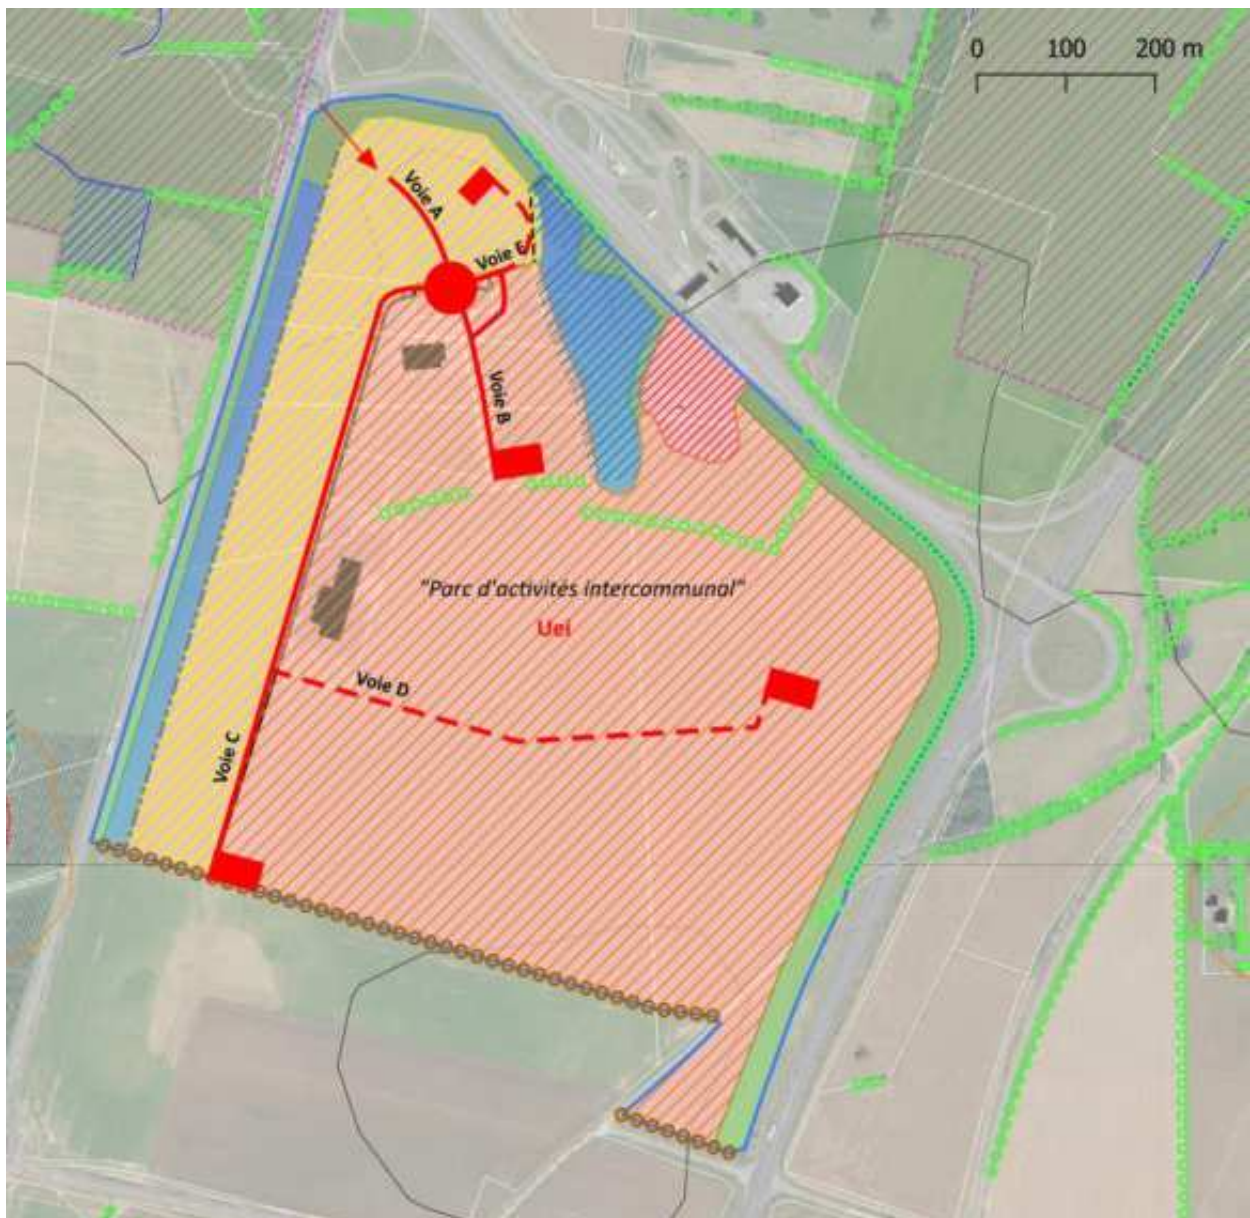 0 100 200 m
Voie A
Voie E
Voie B
"Parc d'activités intercommunal"
Uei
Voie D
Voie C